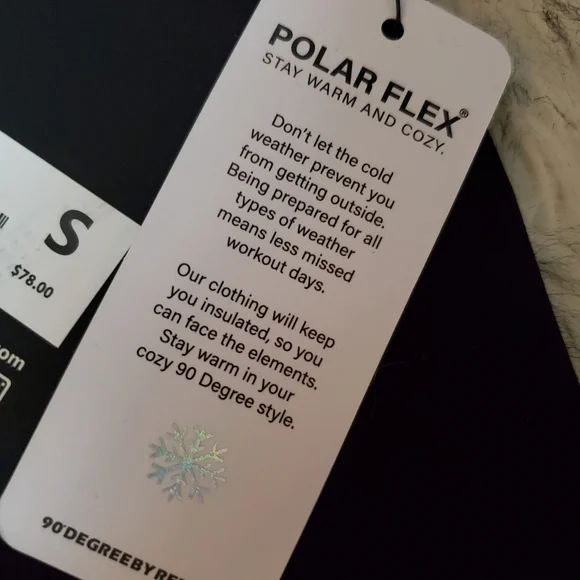 POLAR FLEX®
STAY WARM AND COZY.
Don't let the cold
weather prevent you
from getting outside.
Being prepared for all
types of weather
means less missed
workout days.
Our clothing will keep
you insulated, so you
can face the elements.
Stay warm in your
cozy 90 Degree style.
90°DEGREEBY
S
$78.00